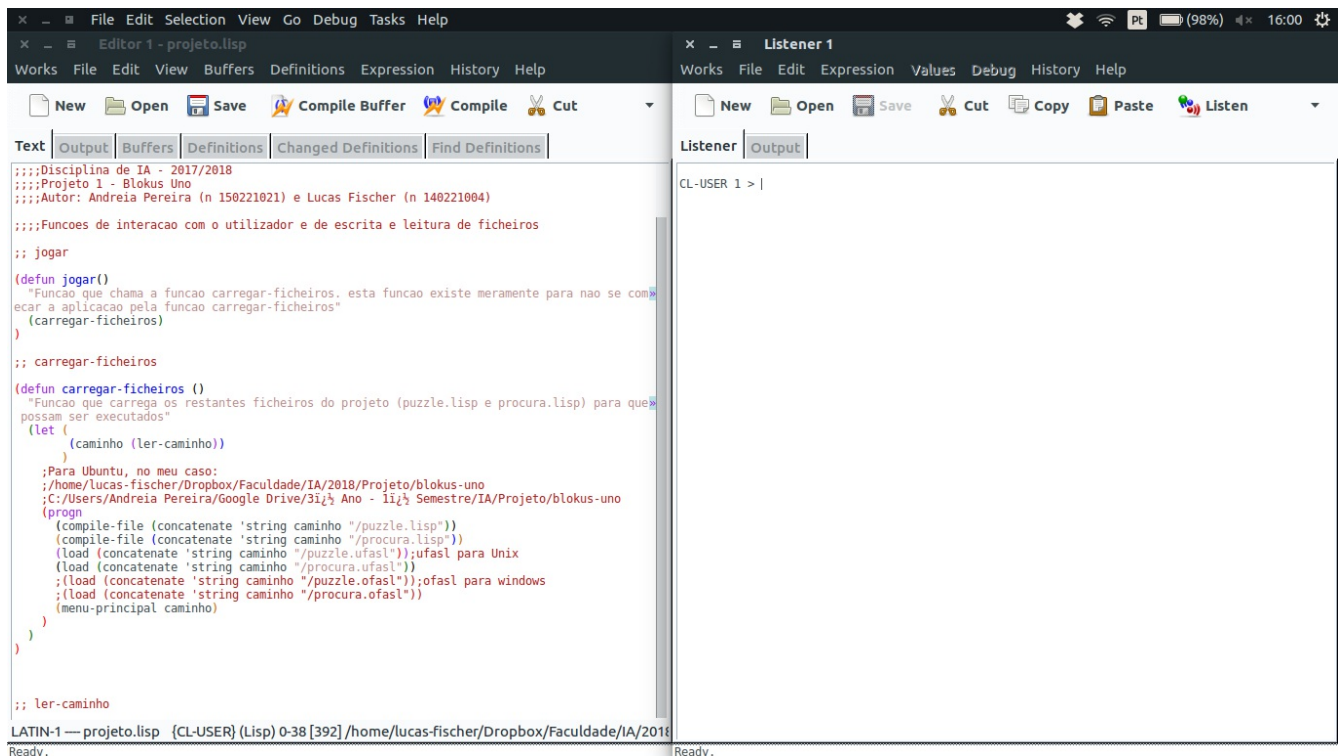 File Edit Selection View Go Debug Tasks Help
Pt (98%) 16:00
Editor 1 - projeto.lisp
Works File Edit View Buffers Definitions Expression History Help
New Open Save Compile Buffer Compile Cut
Text Output Buffers Definitions Changed Definitions Find Definitions
;;;;Disciplina de IA - 2017/2018
;;;;Projeto 1 - Blokus Uno
;;;;Autor: Andreia Pereira (n 150221021) e Lucas Fischer (n 140221004)
;;;;Funcoes de interacao com o utilizador e de escrita e leitura de ficheiros
;; jogar
(defun jogar()
"Funcao que chama a funcao carregar-ficheiros. esta funcao existe meramente para nao se com»
ecar a aplicacao pela funcao carregar-ficheiros"
(carregar-ficheiros)
)
;; carregar-ficheiros
(defun carregar-ficheiros ()
"Funcao que carrega os restantes ficheiros do projeto (puzzle.lisp e procura.lisp) para que»
possam ser executados"
(let (
(caminho (ler-caminho))
)
;Para Ubuntu, no meu caso:
;/home/lucas-fischer/Dropbox/Faculdade/IA/2018/Projeto/blokus-uno
;C:/Users/Andreia Pereira/Google Drive/3ï¿½ Ano - 1ï¿½ Semestre/IA/Projeto/blokus-uno
(progn
(compile-file (concatenate 'string caminho "/puzzle.lisp"))
(compile-file (concatenate 'string caminho "/procura.lisp"))
(load (concatenate 'string caminho "/puzzle.ufasl"));ufasl para Unix
(load (concatenate 'string caminho "/procura.ufasl"))
;(load (concatenate 'string caminho "/puzzle.ofasl"));ofasl para windows
;(load (concatenate 'string caminho "/procura.ofasl"))
(menu-principal caminho)
)
)
)
;; ler-caminho
LATIN-1 --- projeto.lisp {CL-USER} (Lisp) 0-38 [392] /home/lucas-fischer/Dropbox/Faculdade/IA/2018
Ready.
Listener 1
Works File Edit Expression Values Debug History Help
New Open Save Cut Copy Paste Listen
Listener Output
CL-USER 1 >
Ready.